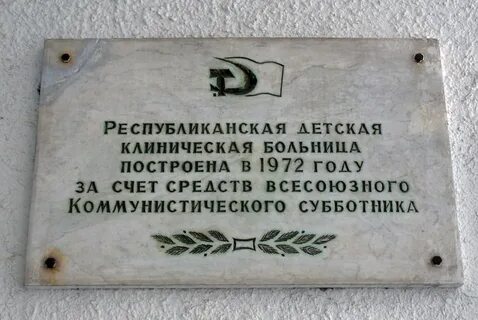 Республиканская детская
клиническая больница
построена в 1972 году
за счет средств Всесоюзного
Коммунистического субботника